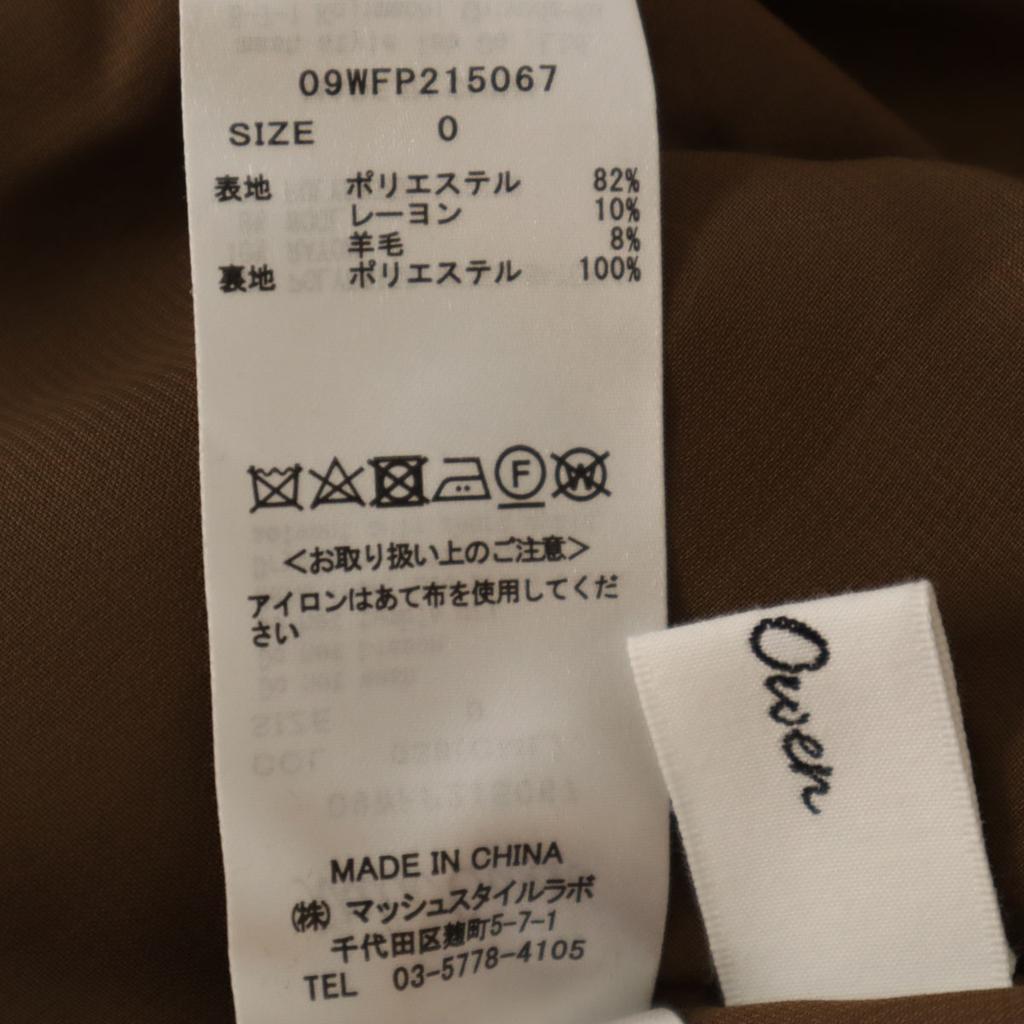 09WFP215067
SIZE 0
表地 ポリエステル 82%
レーヨン 10%
羊毛 8%
裏地 ポリエステル 100%
F W
<お取り扱い上のご注意>
アイロンはあて布を使用してくだ
さい
MADE IN CHINA
㈱ マッシュスタイルラボ
千代田区麹町5-7-1
TEL 03-5778-4105
Owen